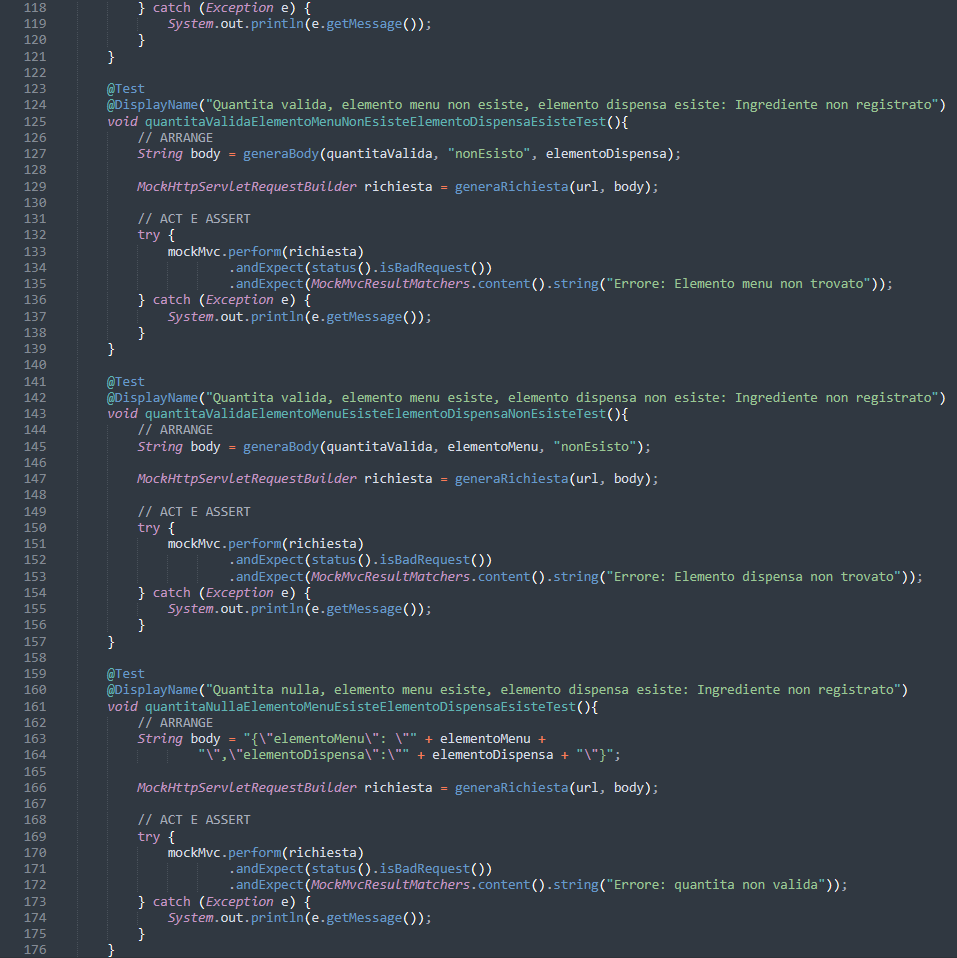 118 } catch (Exception e) {
119 System.out.println(e.getMessage());
120 }
121 }
122
123 @Test
124 @DisplayName("Quantita valida, elemento menu non esiste, elemento dispensa esiste: Ingrediente non registrato")
125 void quantitaValidaElementoMenuNonEsisteElementoDispensaEsisteTest(){
126 // ARRANGE
127 String body = generaBody(quantitaValida, "nonEsisto", elementoDispensa);
128
129 MockHttpServletRequestBuilder richiesta = generaRichiesta(url, body);
130
131 // ACT E ASSERT
132 try {
133 mockMvc.perform(richiesta)
134 .andExpect(status().isBadRequest())
135 .andExpect(MockMvcResultMatchers.content().string("Errore: Elemento menu non trovato"));
136 } catch (Exception e) {
137 System.out.println(e.getMessage());
138 }
139 }
140
141 @Test
142 @DisplayName("Quantita valida, elemento menu esiste, elemento dispensa non esiste: Ingrediente non registrato")
143 void quantitaValidaElementoMenuEsisteElementoDispensaNonEsisteTest(){
144 // ARRANGE
145 String body = generaBody(quantitaValida, elementoMenu, "nonEsisto");
146
147 MockHttpServletRequestBuilder richiesta = generaRichiesta(url, body);
148
149 // ACT E ASSERT
150 try {
151 mockMvc.perform(richiesta)
152 .andExpect(status().isBadRequest())
153 .andExpect(MockMvcResultMatchers.content().string("Errore: Elemento dispensa non trovato"));
154 } catch (Exception e) {
155 System.out.println(e.getMessage());
156 }
157 }
158
159 @Test
160 @DisplayName("Quantita nulla, elemento menu esiste, elemento dispensa esiste: Ingrediente non registrato")
161 void quantitaNullaElementoMenuEsisteElementoDispensaEsisteTest(){
162 // ARRANGE
163 String body = "{\"elementoMenu\": \"" + elementoMenu +
164 "\",\"elementoDispensa\":\"" + elementoDispensa + "\"}";
165
166 MockHttpServletRequestBuilder richiesta = generaRichiesta(url, body);
167
168 // ACT E ASSERT
169 try {
170 mockMvc.perform(richiesta)
171 .andExpect(status().isBadRequest())
172 .andExpect(MockMvcResultMatchers.content().string("Errore: quantita non valida"));
173 } catch (Exception e) {
174 System.out.println(e.getMessage());
175 }
176 }